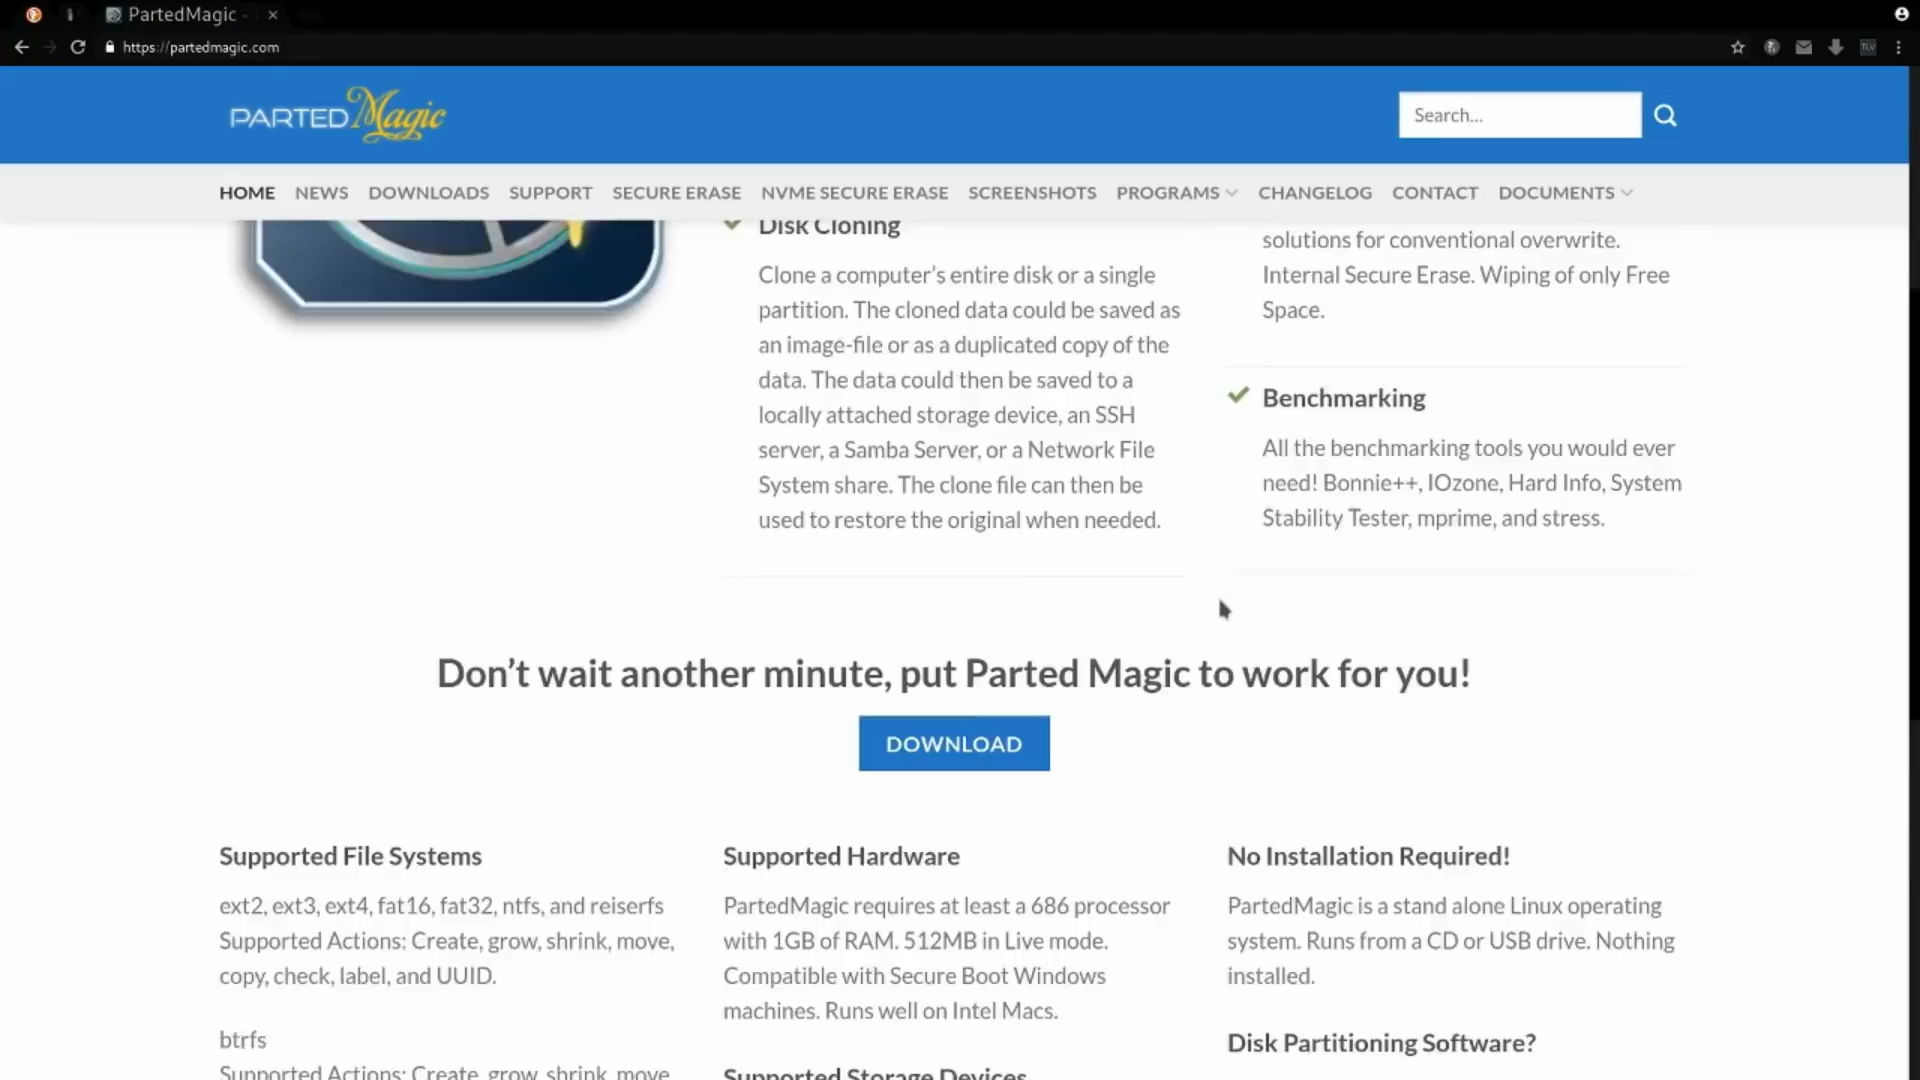 PartedMagic -
https://partedmagic.com
PARTED Magic
Search...
HOME NEWS DOWNLOADS SUPPORT SECURE ERASE NVME SECURE ERASE SCREENSHOTS PROGRAMS CHANGELOG CONTACT DOCUMENTS
Disk Cloning
Clone a computer’s entire disk or a single
partition. The cloned data could be saved as
an image-file or as a duplicated copy of the
data. The data could then be saved to a
locally attached storage device, an SSH
server, a Samba Server, or a Network File
System share. The clone file can then be
used to restore the original when needed.
solutions for conventional overwrite.
Internal Secure Erase. Wiping of only Free
Space.
Benchmarking
All the benchmarking tools you would ever
need! Bonnie++, IOzone, Hard Info, System
Stability Tester, mprime, and stress.
Don’t wait another minute, put Parted Magic to work for you!
DOWNLOAD
Supported File Systems
ext2, ext3, ext4, fat16, fat32, ntfs, and reiserfs
Supported Actions: Create, grow, shrink, move,
copy, check, label, and UUID.
btrfs
Supported Actions: Create, grow, shrink, move,
Supported Hardware
PartedMagic requires at least a 686 processor
with 1GB of RAM. 512MB in Live mode.
Compatible with Secure Boot Windows
machines. Runs well on Intel Macs.
Supported Storage Devices
No Installation Required!
PartedMagic is a stand alone Linux operating
system. Runs from a CD or USB drive. Nothing
installed.
Disk Partitioning Software?